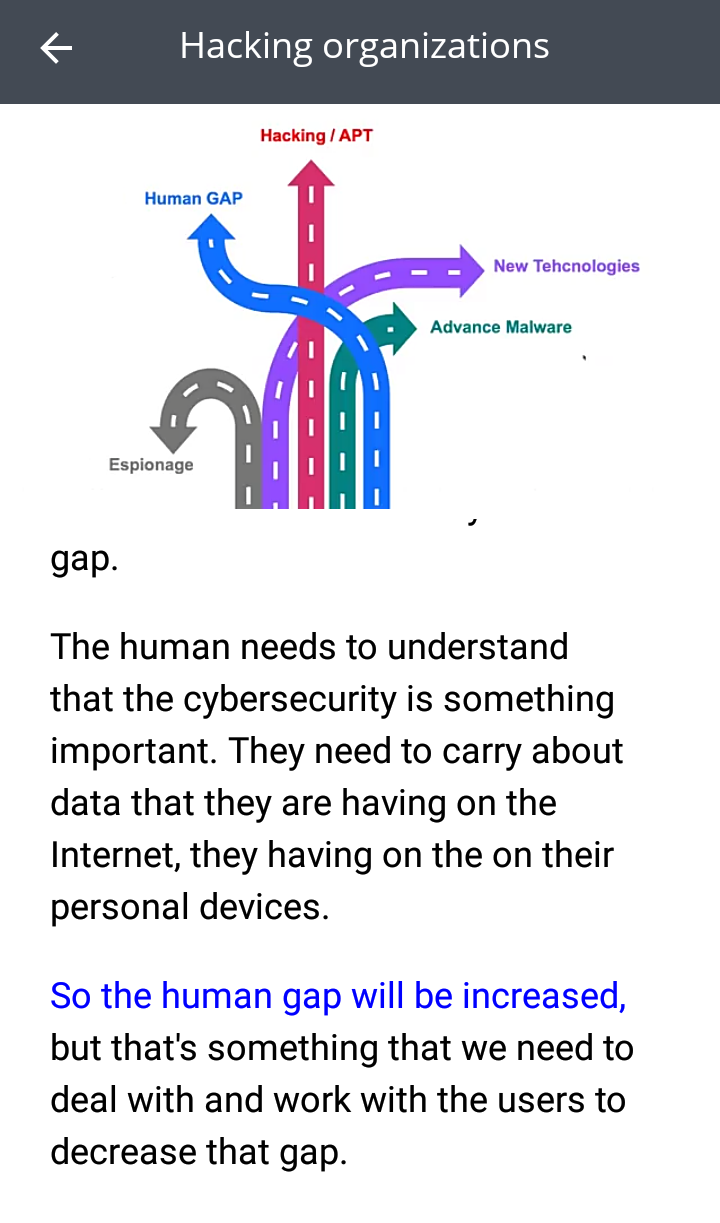 Hacking organizations
Hacking / APT
Human GAP
New Tehcnologies
Advance Malware
Espionage
gap.
The human needs to understand
that the cybersecurity is something
important. They need to carry about
data that they are having on the
Internet, they having on the on their
personal devices.
So the human gap will be increased,
but that's something that we need to
deal with and work with the users to
decrease that gap.